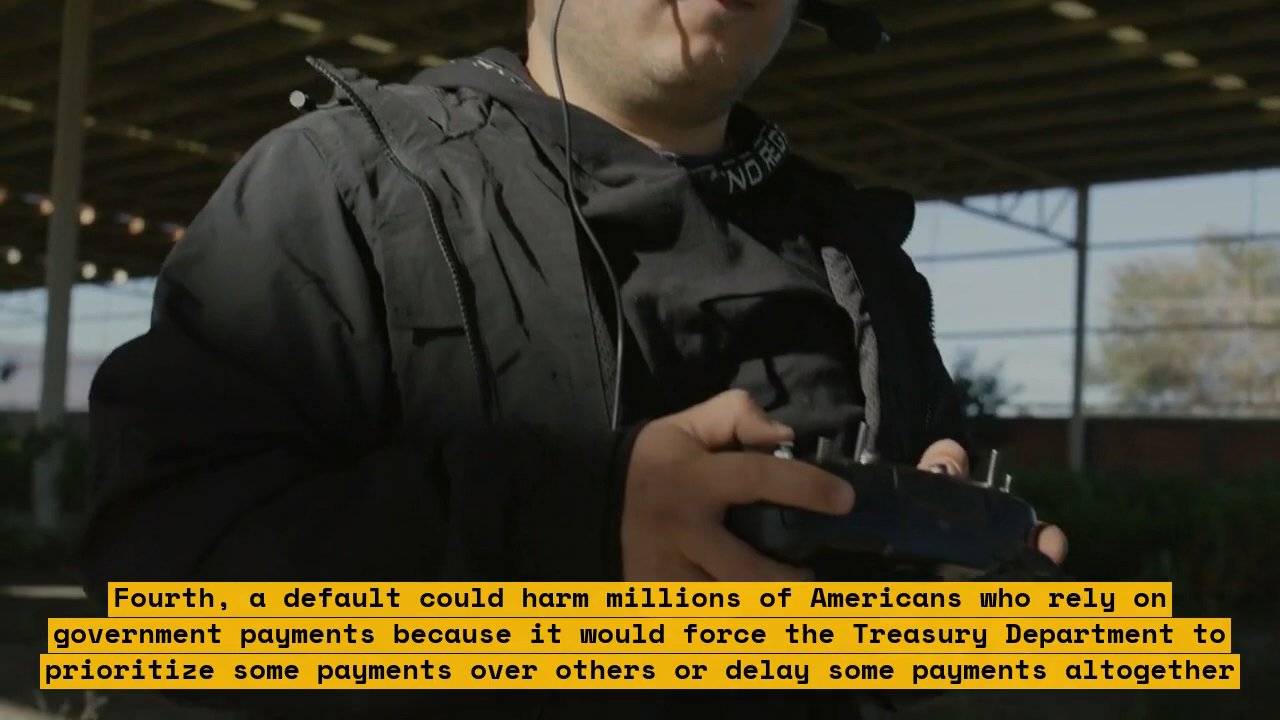 NO REG
Fourth, a default could harm millions of Americans who rely on
government payments because it would force the Treasury Department to
prioritize some payments over others or delay some payments altogether